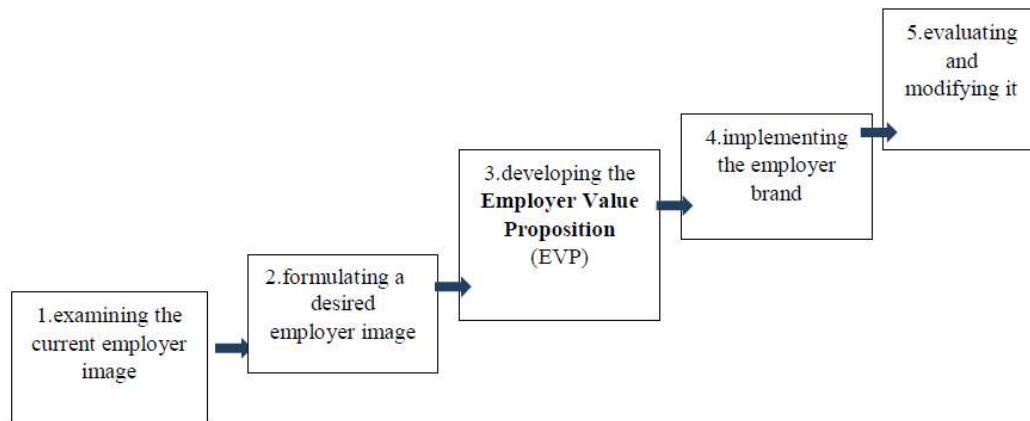 1.examining the
current employer
image
2.formulating a
desired
employer image
3.developing the
Employer Value
Proposition
(EVP)
4.implementing
the employer
brand
5.evaluating
and
modifying it